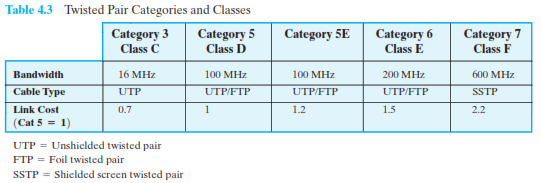 Table 4.3 Twisted Pair Categories and Classes
Category 3 Category 5 Category 5E Category 6 Category 7
Class C Class D Class E Class F
Bandwidth 16 MHz 100 MHz 100 MHz 200 MHz 600 MHz
Cable Type UTP UTP/FTP UTP/FTP UTP/FTP SSTP
Link Cost 0.7 1 1.2 1.5 2.2
(Cat 5 = 1)
UTP = Unshielded twisted pair
FTP = Foil twisted pair
SSTP = Shielded screen twisted pair